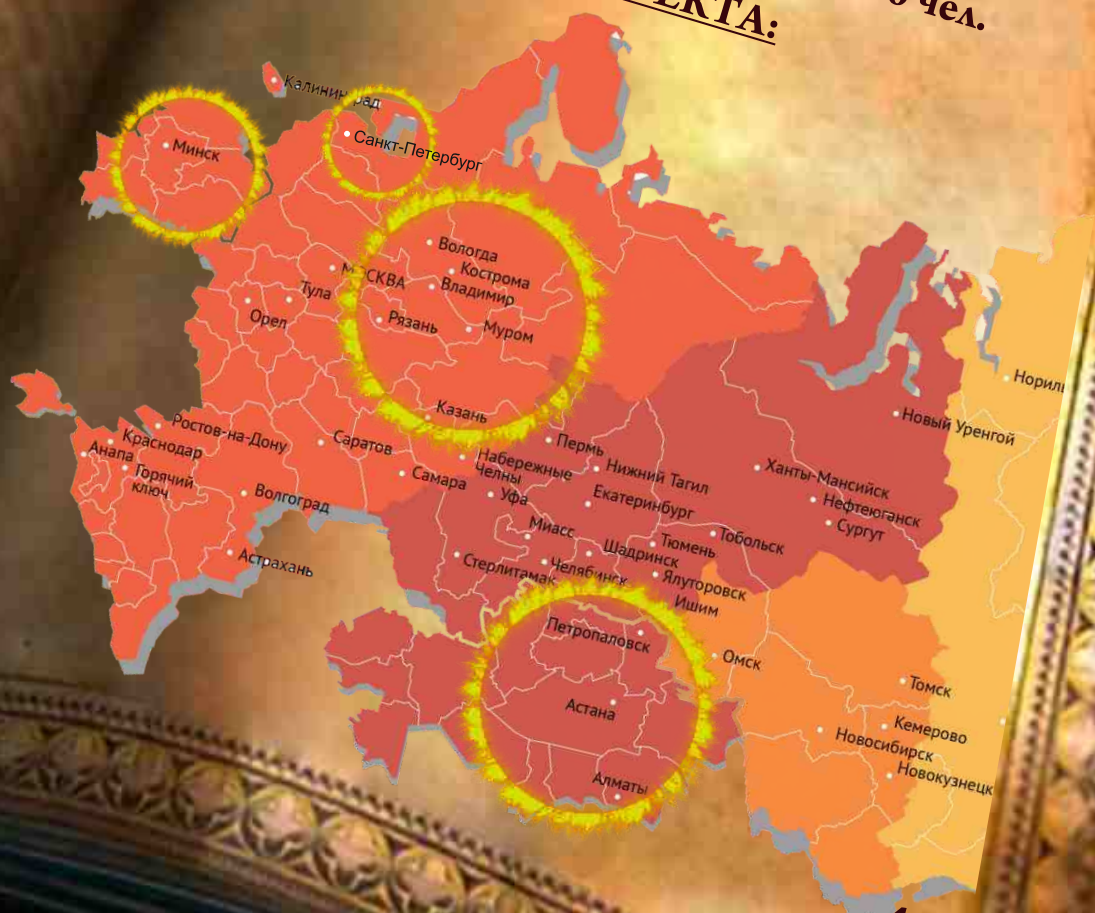 ЕКТА:
чел.
Калининград
Минск
Санкт-Петербург
Вологда
Кострома
МОСКВА
Владимир
Тула
Рязань
Муром
Орел
Казань
Норил
Новый Уренгой
Ростов-на-Дону
Краснодар
Анапа
Горячий
ключ
Саратов
Самара
Волгоград
Астрахань
Пермь
Набережные
Челны
Нижний Тагил
Уфа
Екатеринбург
Ханты-Мансийск
Нефтеюганск
Сургут
Миасс
Шадринск
Тюмень
Тобольск
Стерлитамак
Челябинск
Ялуторовск
Ишим
Петропаловск
Омск
Астана
Алматы
Томск
Кемерово
Новосибирск
Новокузнецк